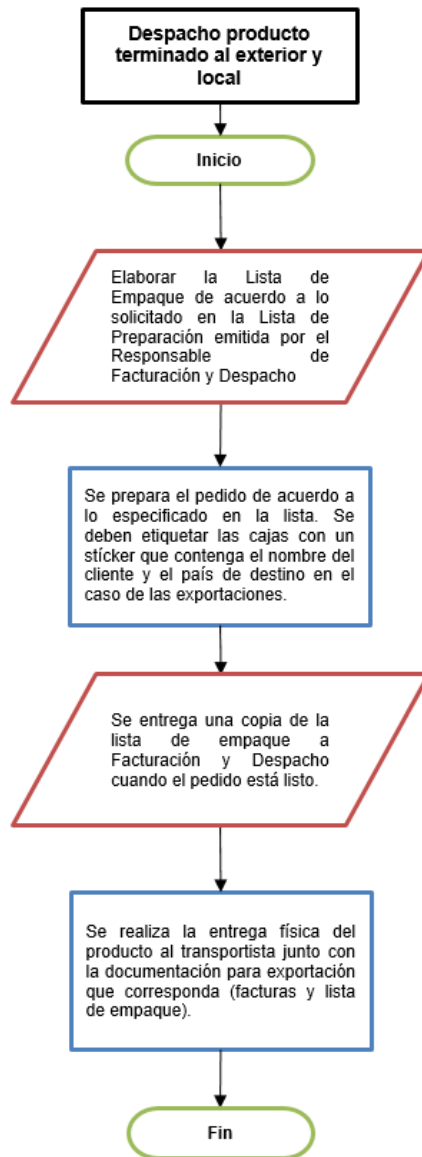 Despacho producto
terminado al exterior y
local
Inicio
Elaborar la Lista de
Empaque de acuerdo a lo
solicitado en la Lista de
Preparación emitida por el
Responsable de
Facturación y Despacho
Se prepara el pedido de acuerdo a
lo especificado en la lista. Se
deben etiquetar las cajas con un
stícker que contenga el nombre del
cliente y el país de destino en el
caso de las exportaciones.
Se entrega una copia de la
lista de empaque a
Facturación y Despacho
cuando el pedido está listo.
Se realiza la entrega física del
producto al transportista junto con
la documentación para exportación
que corresponda (facturas y lista
de empaque).
Fin